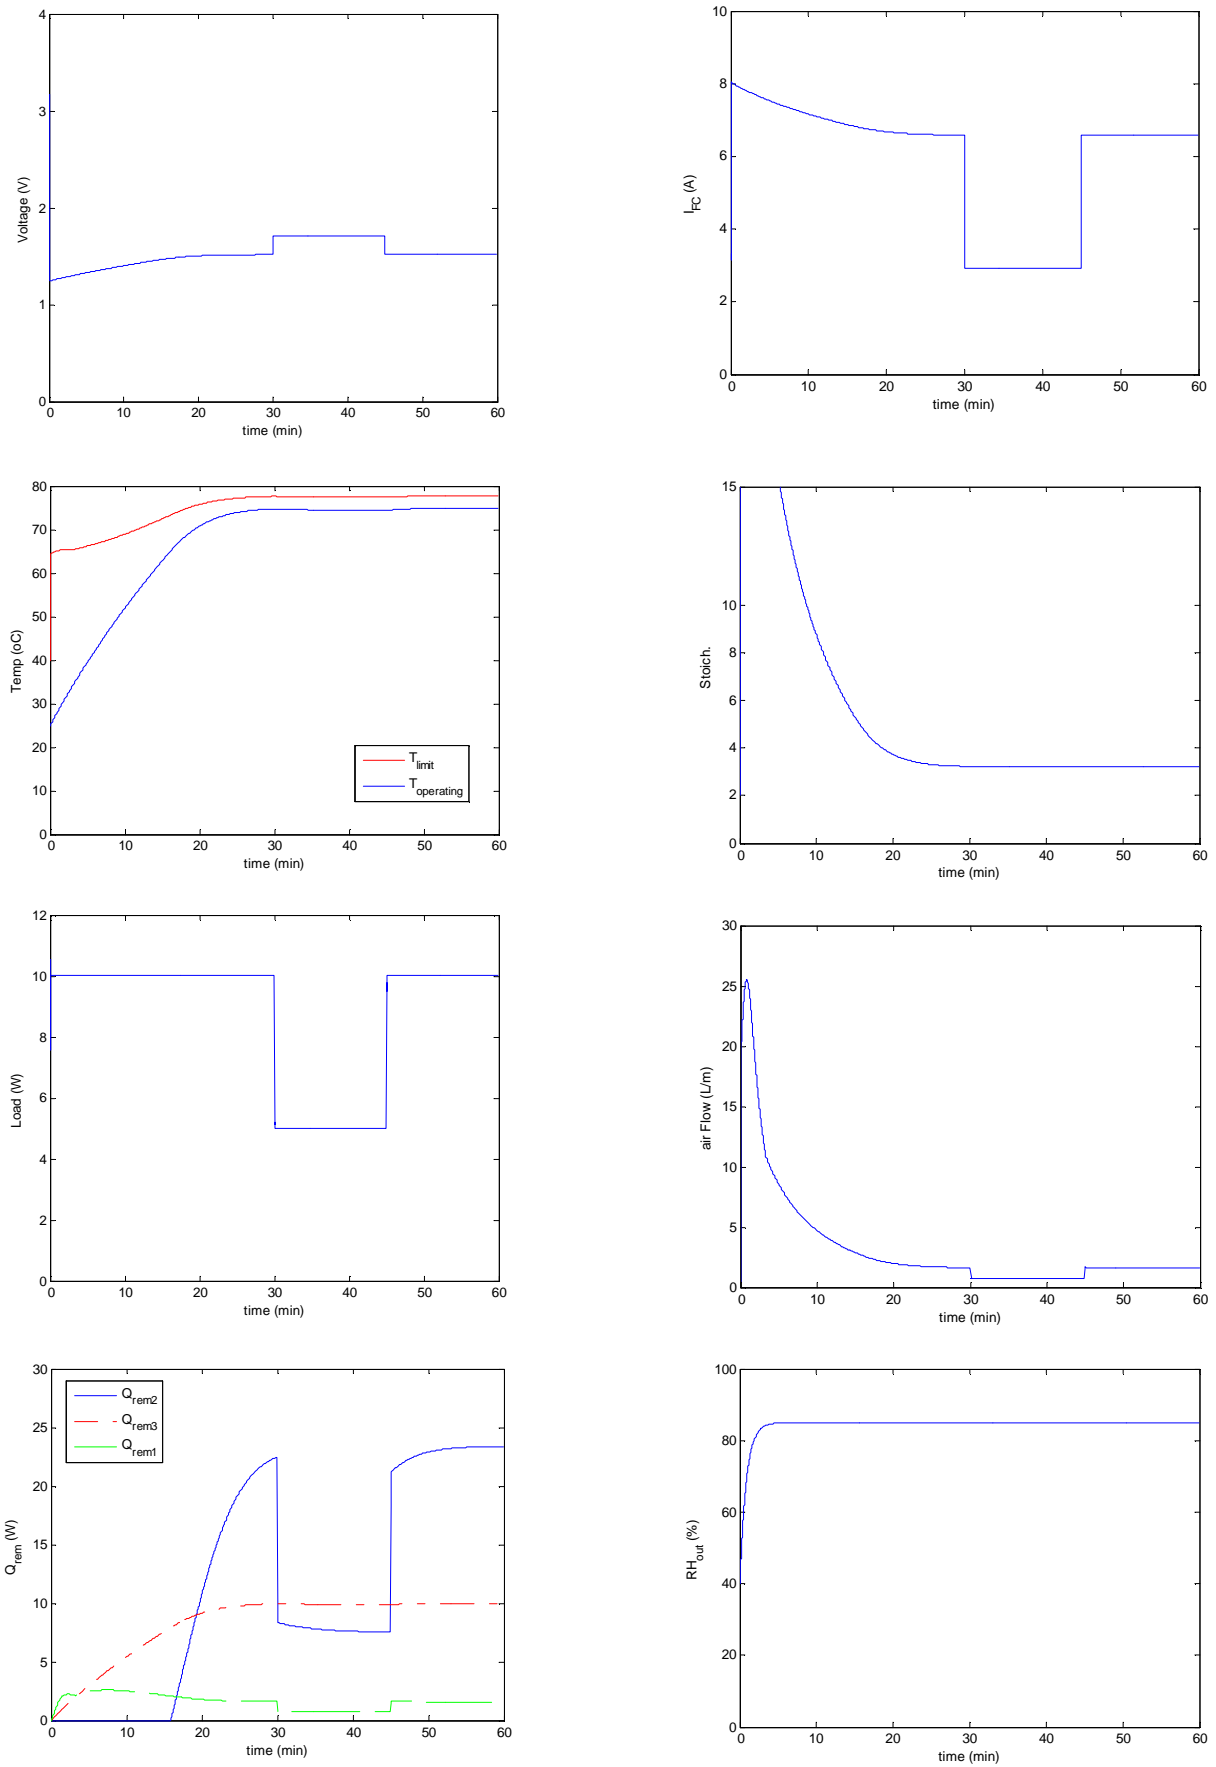 4
3
2
1
0
Voltage (V)
0 10 20 30 40 50 60
time (min)
10
8
6
4
2
0
I_FC (A)
0 10 20 30 40 50 60
time (min)
80
70
60
50
40
30
20
10
0
Temp (oC)
T_limit
T_operating
0 10 20 30 40 50 60
time (min)
15
10
8
6
4
2
0
Stoich.
0 10 20 30 40 50 60
time (min)
12
10
8
6
4
2
0
Load (W)
0 10 20 30 40 50 60
time (min)
30
25
20
15
10
5
0
air Flow (L/m)
0 10 20 30 40 50 60
time (min)
30
25
20
15
10
5
0
Q_rem (W)
Q_rem2
Q_rem3
Q_rem1
0 10 20 30 40 50 60
time (min)
100
80
60
40
20
0
RH_out (%)
0 10 20 30 40 50 60
time (min)